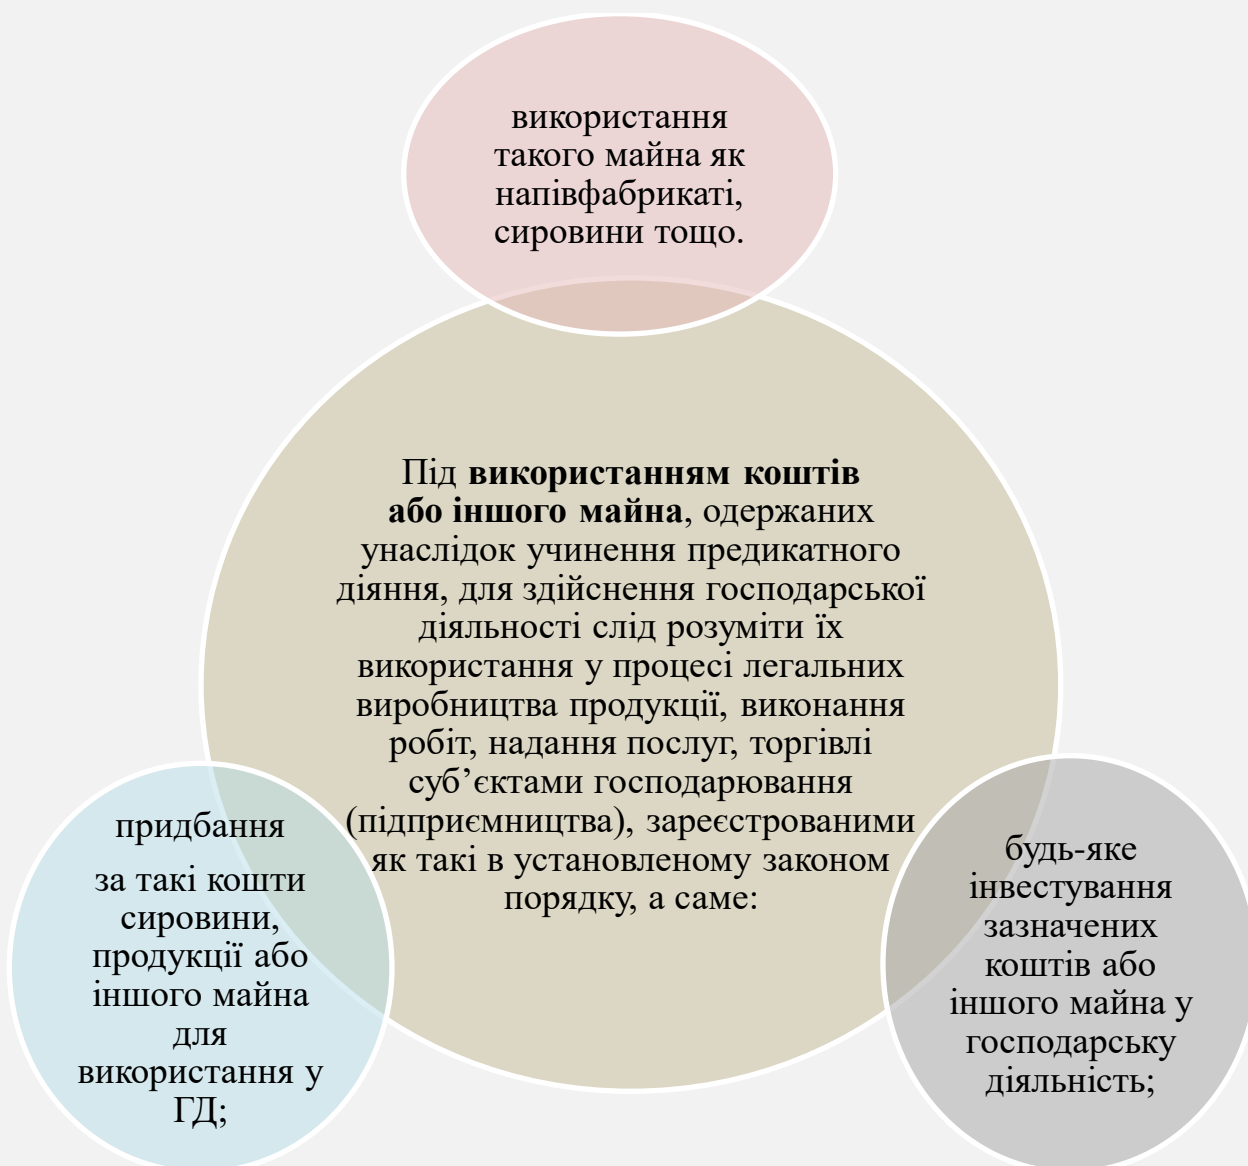 використання
такого майна як
напівфабрикаті,
сировини тощо.
Під використанням коштів
або іншого майна, одержаних
унаслідок учинення предикатного
діяння, для здійснення господарської
діяльності слід розуміти їх
використання у процесі легальних
виробництва продукції, виконання
робіт, надання послуг, торгівлі
суб’єктами господарювання
(підприємництва), зареєстрованими
як такі в установленому законом
порядку, а саме:
придбання
за такі кошти
сировини,
продукції або
іншого майна
для
використання у
ГД;
будь-яке
інвестування
зазначених
коштів або
іншого майна у
господарську
діяльність;